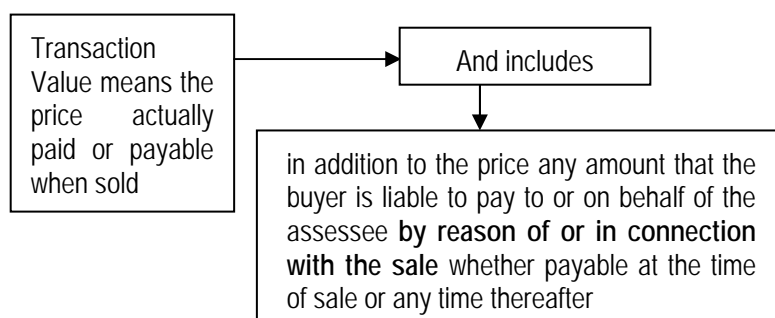 Transaction
Value means the
price actually
paid or payable
when sold
And includes
in addition to the price any amount that the
buyer is liable to pay to or on behalf of the
assessee by reason of or in connection
with the sale whether payable at the time
of sale or any time thereafter